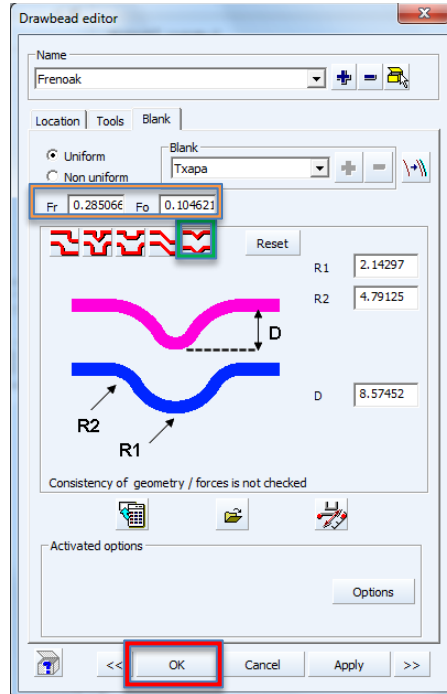 Drawbead editor
Name
Frenoak
Location Tools Blank
Uniform
Non uniform
Blank
Txapa
Fr 0.285066 Fo 0.104621
Reset
R1 2.14297
R2 4.79125
D
D 8.57452
R2
R1
Consistency of geometry / forces is not checked
Activated options
Options
<< OK Cancel Apply >>